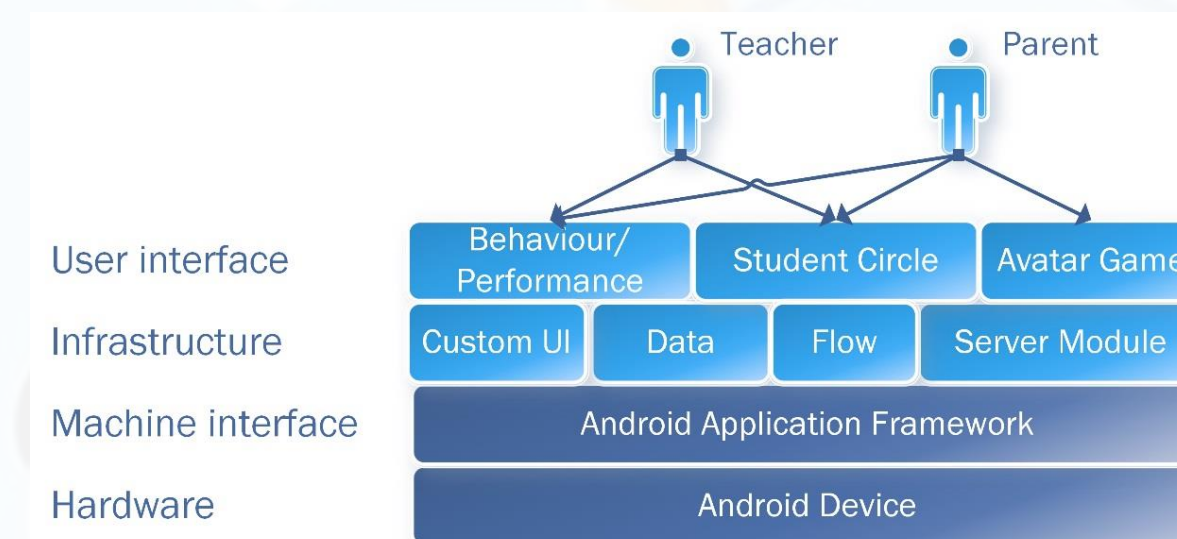 Teacher
Parent
User interface
Behaviour/
Performance
Student Circle
Avatar Game
Infrastructure
Custom UI
Data
Flow
Server Module
Machine interface
Android Application Framework
Hardware
Android Device